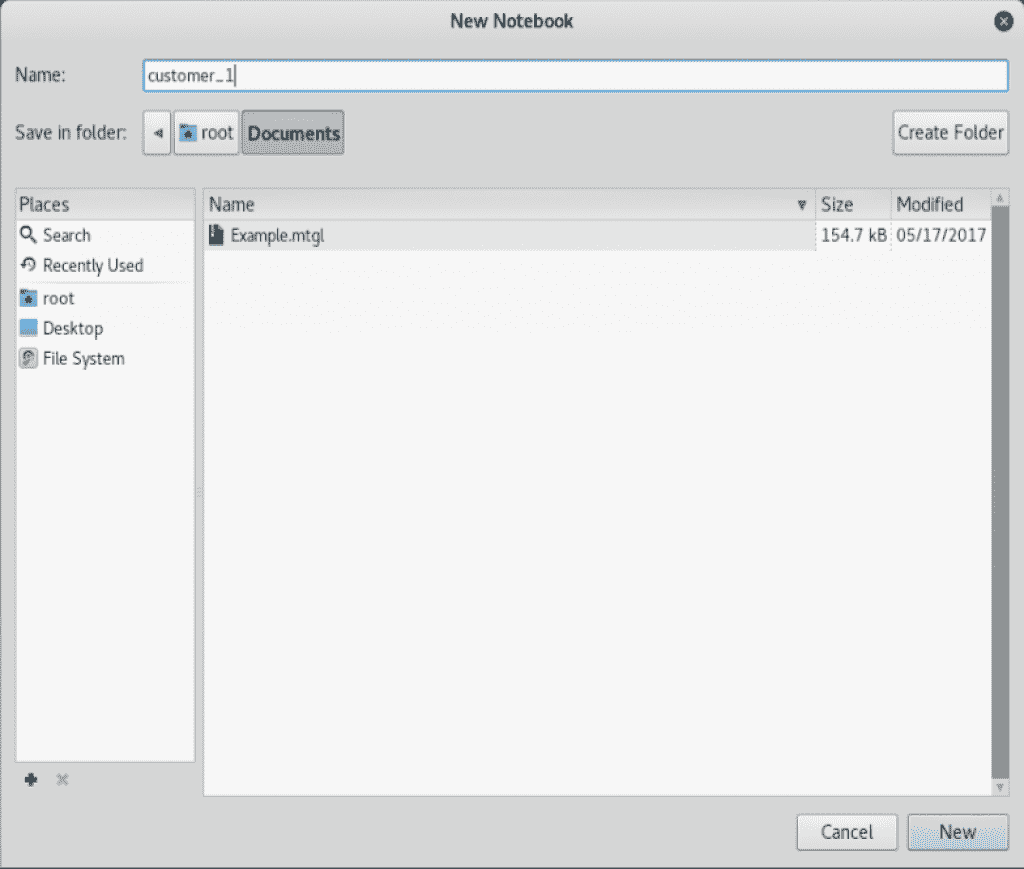 New Notebook
Name: customer_1
Save in folder: root Documents Create Folder
Places
Search
Recently Used
root
Desktop
File System
Name Size Modified
Example.mtgl 154.7 kB 05/17/2017
Cancel New